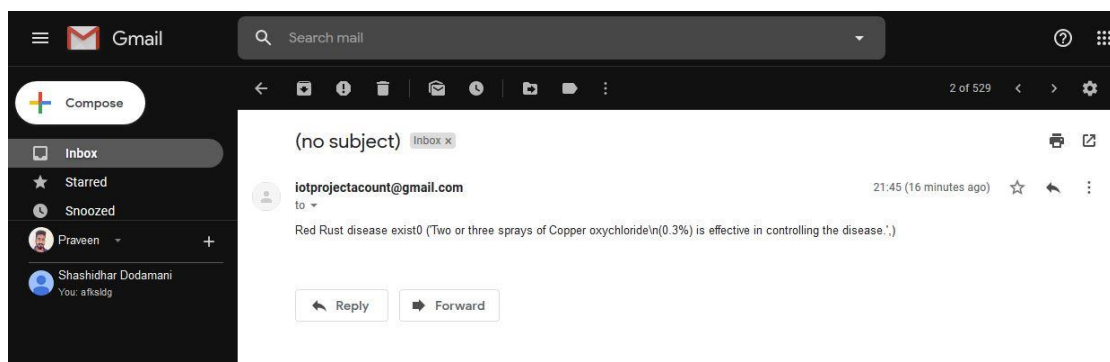 Gmail
Search mail
Compose
2 of 529
Inbox
Starred
Snoozed
Praveen
Shashidhar Dodamani
You: afksldg
(no subject) Inbox x
iotprojectacount@gmail.com 21:45 (16 minutes ago)
to
Red Rust disease exist0 ('Two or three sprays of Copper oxychloride\n(0.3%) is effective in controlling the disease.',)
Reply Forward